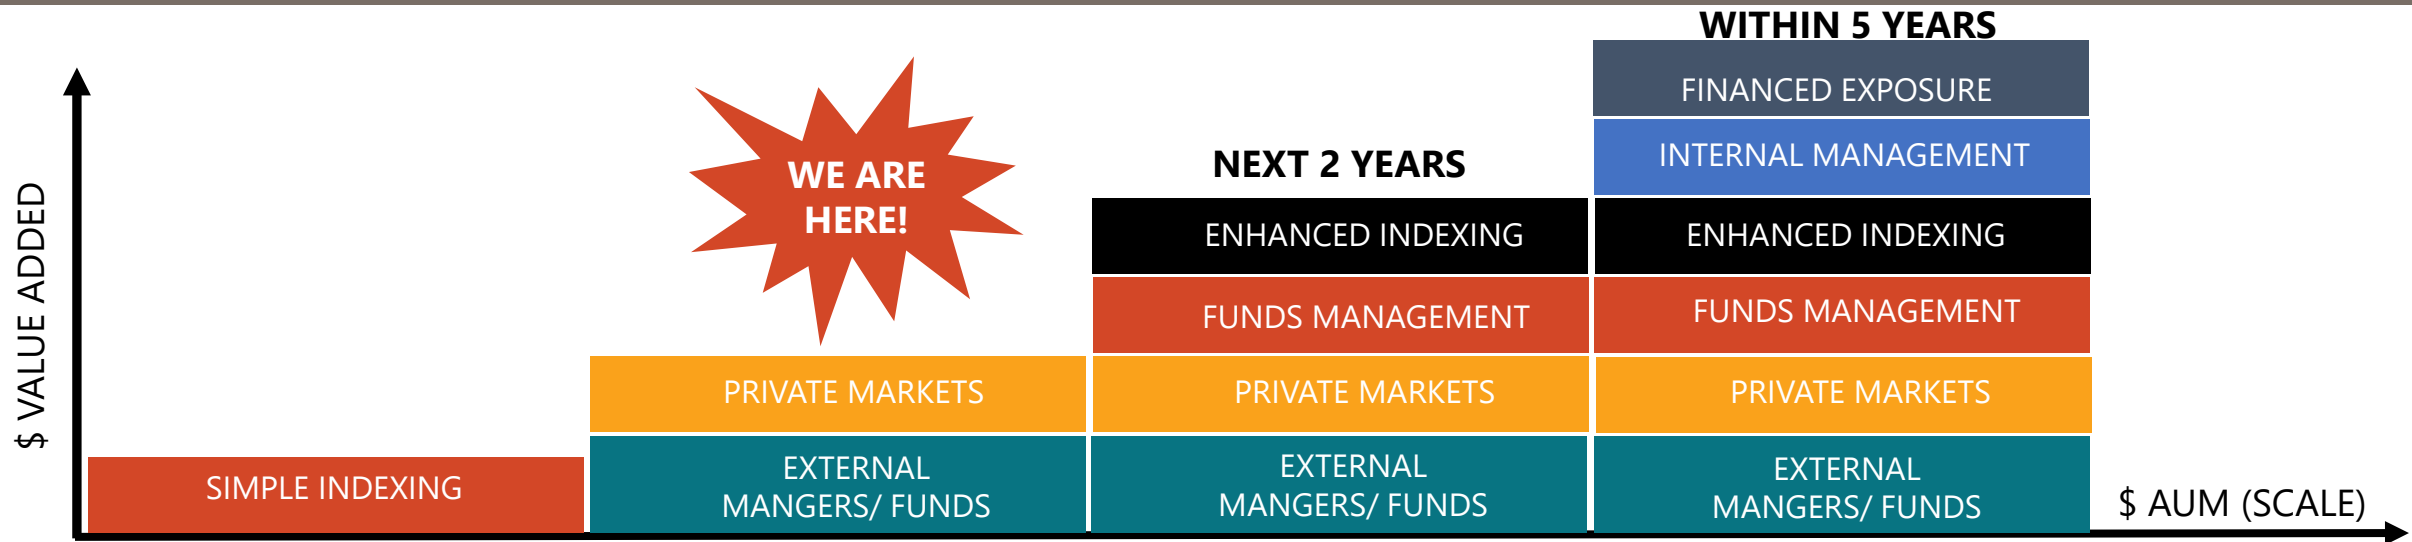 $ VALUE ADDED
SIMPLE INDEXING
WE ARE
HERE!
PRIVATE MARKETS
EXTERNAL
MANGERS/ FUNDS
NEXT 2 YEARS
ENHANCED INDEXING
FUNDS MANAGEMENT
PRIVATE MARKETS
EXTERNAL
MANGERS/ FUNDS
WITHIN 5 YEARS
FINANCED EXPOSURE
INTERNAL MANAGEMENT
ENHANCED INDEXING
FUNDS MANAGEMENT
PRIVATE MARKETS
EXTERNAL
MANGERS/ FUNDS
$ AUM (SCALE)